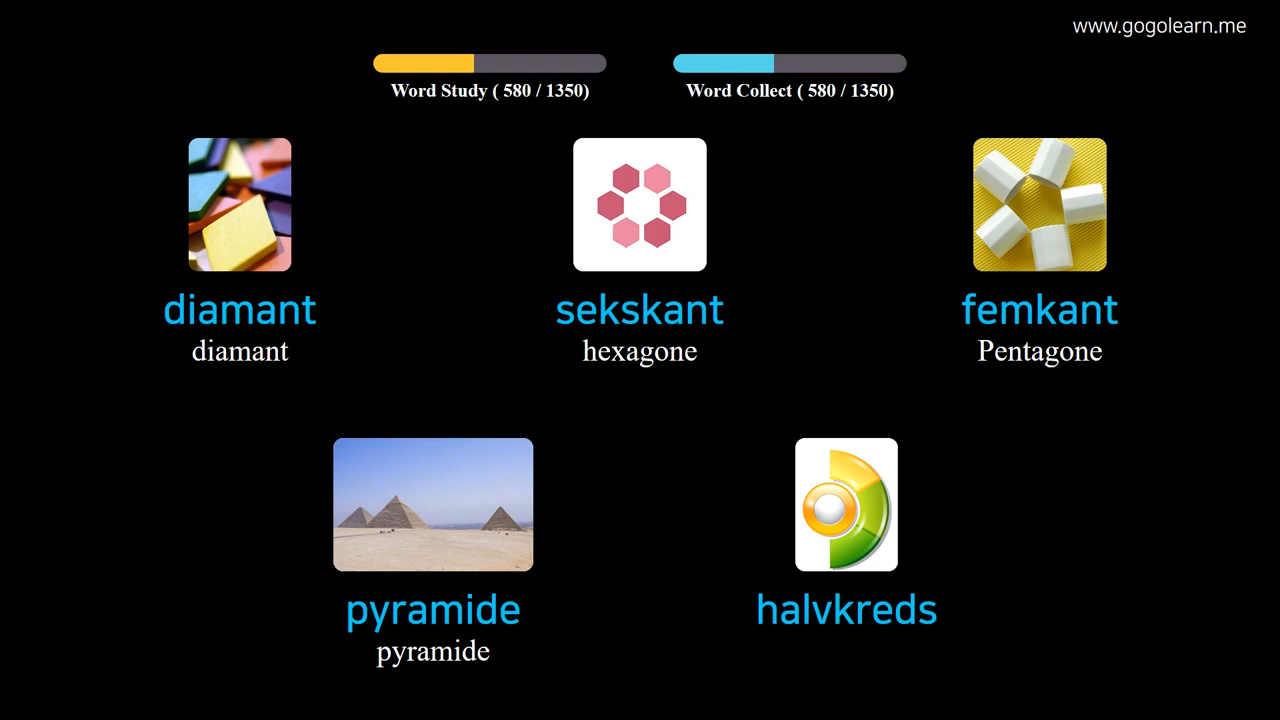 www.gogolearn.me
Word Study ( 580 / 1350)
Word Collect ( 580 / 1350)
diamant
diamant
sekskant
hexagone
femkant
Pentagone
pyramide
pyramide
halvkreds